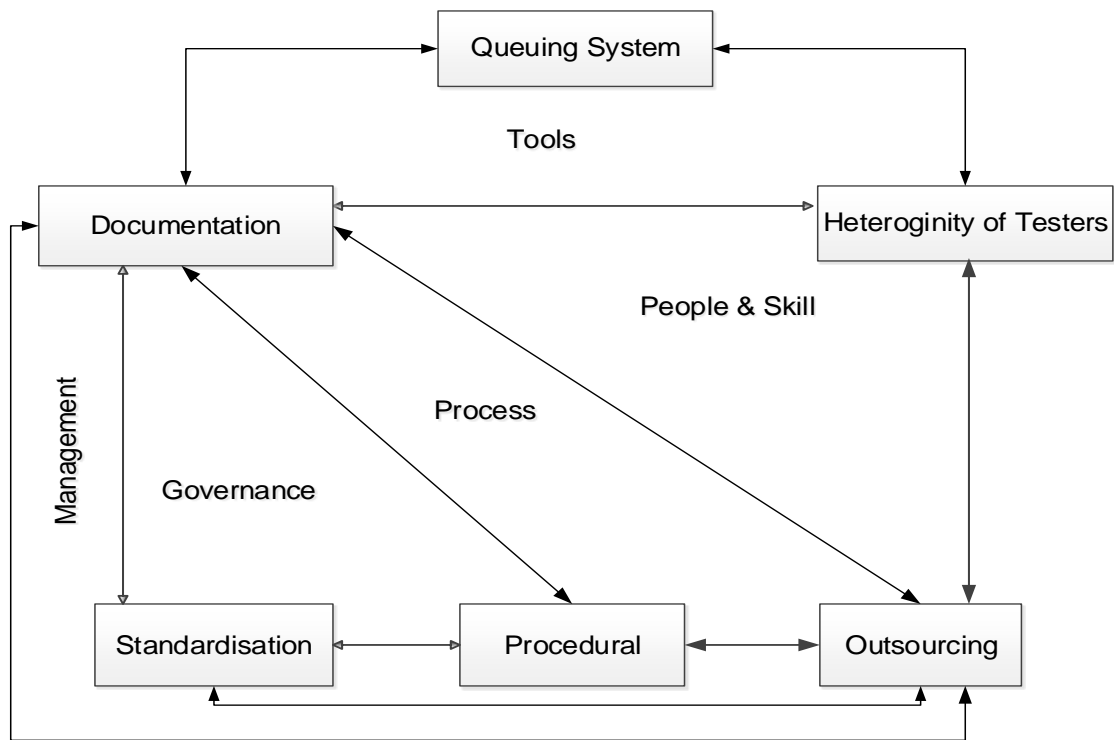 Queuing System
Tools
Documentation
Heteroginity of Testers
People & Skill
Management
Process
Governance
Standardisation
Procedural
Outsourcing